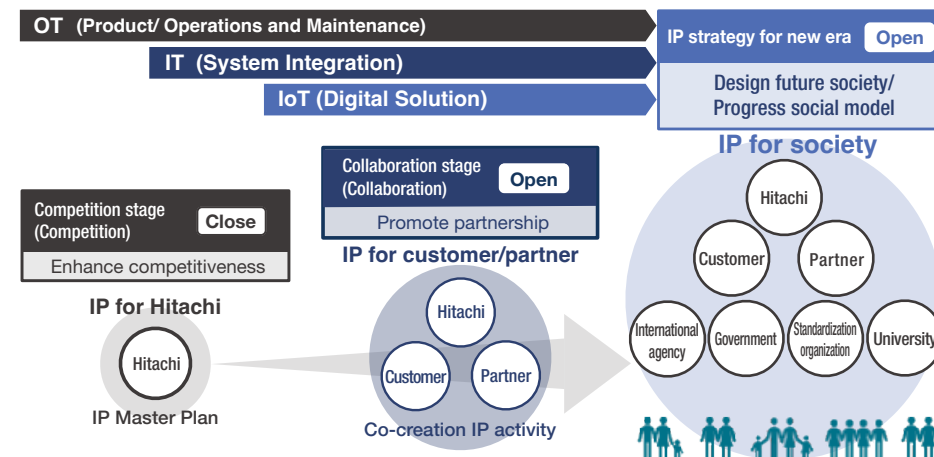 OT (Product/ Operations and Maintenance)
IT (System Integration)
IoT (Digital Solution)
IP strategy for new era Open
Design future society/
Progress social model
IP for society
Hitachi
Customer Partner
International
agency
Government
Standardization
organization
University
Collaboration stage
(Collaboration)
Open
Promote partnership
IP for customer/partner
Hitachi
Customer Partner
Co-creation IP activity
Competition stage
(Competition)
Close
Enhance competitiveness
IP for Hitachi
Hitachi
IP Master Plan